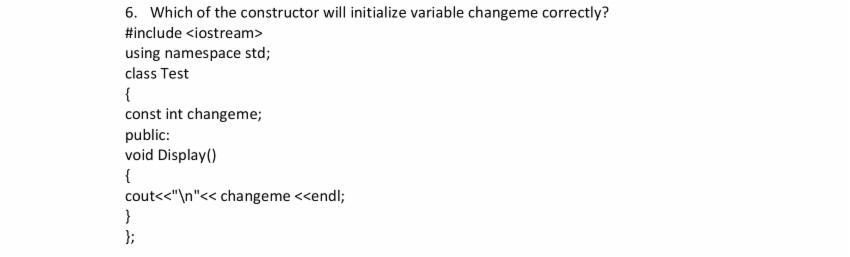 6. Which of the constructor will initialize variable changeme correctly?
#include <iostream>
using namespace std;
class Test
{
const int changeme;
public:
void Display()
{
cout<<"\n"<< changeme <<endl;
}
};